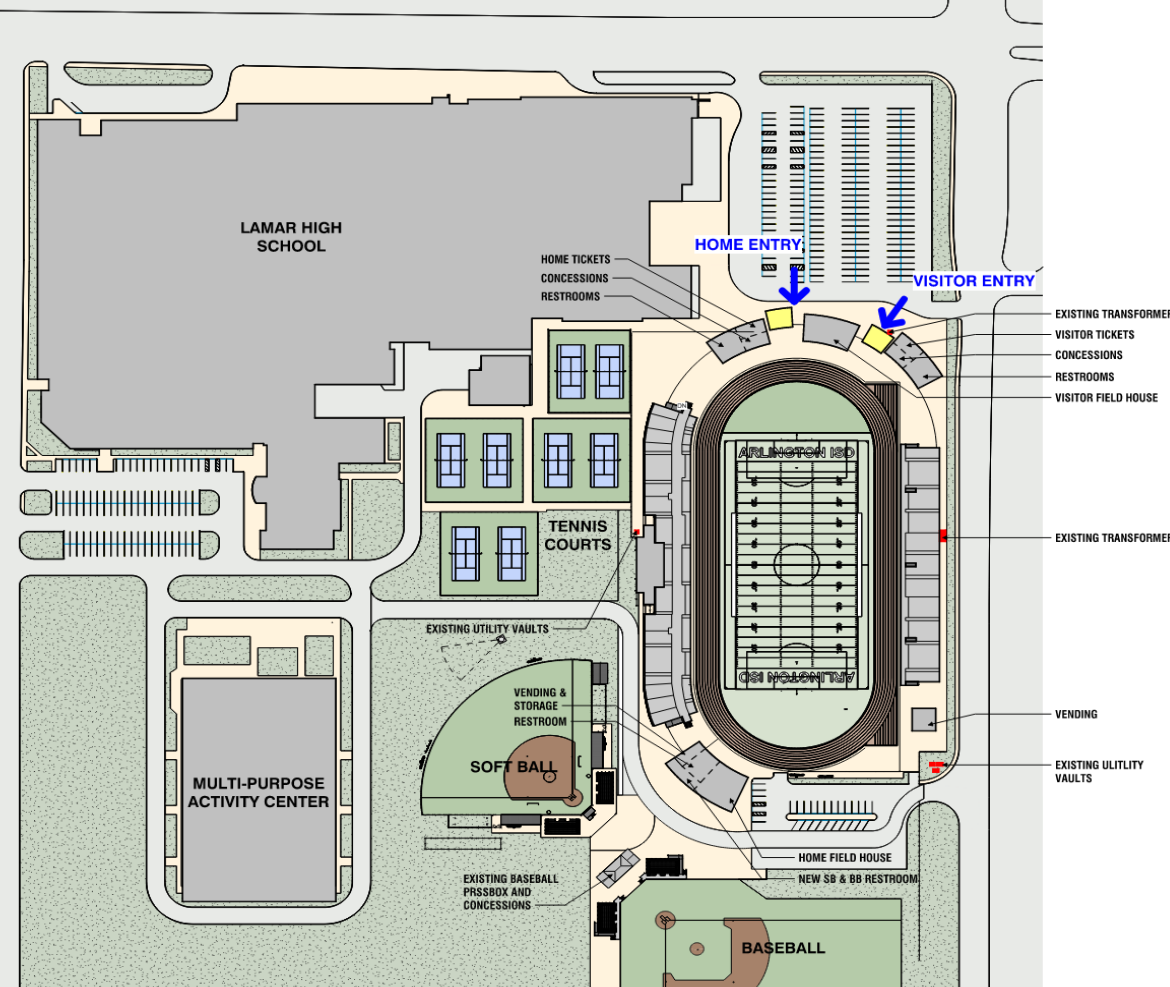 LAMAR HIGH
SCHOOL
HOME ENTRY
VISITOR ENTRY
HOME TICKETS
CONCESSIONS
RESTROOMS
EXISTING TRANSFORMER
VISITOR TICKETS
CONCESSIONS
RESTROOMS
VISITOR FIELD HOUSE
ARLINGTON ISD
TENNIS
COURTS
EXISTING TRANSFORMER
EXISTING UTILITY VAULTS
ARLINGTON ISD
VENDING &
STORAGE
RESTROOM
VENDING
SOFT BALL
EXISTING ULITLITY
VAULTS
MULTI-PURPOSE
ACTIVITY CENTER
HOME FIELD HOUSE
NEW SB & BB RESTROOM
EXISTING BASEBALL
PRSSBOX AND
CONCESSIONS
BASEBALL